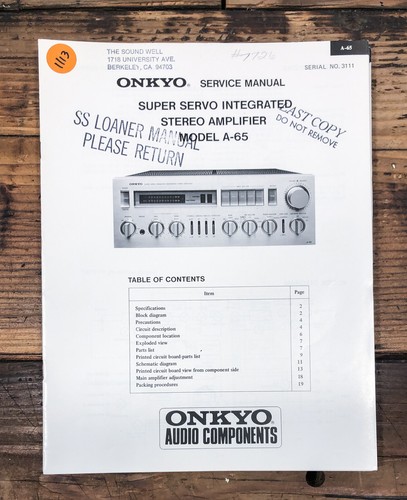 1113
THE SOUND WELL
1718 UNIVERSITY AVE.
BERKELEY, CA 94703
A-65
SERIAL NO. 3111
ONKYO® SERVICE MANUAL
SUPER SERVO INTEGRATED
STEREO AMPLIFIER
MODEL A-65
LAST COPY
DO NOT REMOVE
SS LOANER MANUAL
PLEASE RETURN
ONKYO
TABLE OF CONTENTS
Item Page
Specifications 2
Block diagram 2
Precautions 4
Circuit description 4
Component location 6
Exploded view 7
Parts list 7
Printed circuit board parts list 9
Schematic diagram 11
Printed circuit board view from component side 13
Main amplifier adjustment 18
Packing procedures 19
ONKYO®
AUDIO COMPONENTS